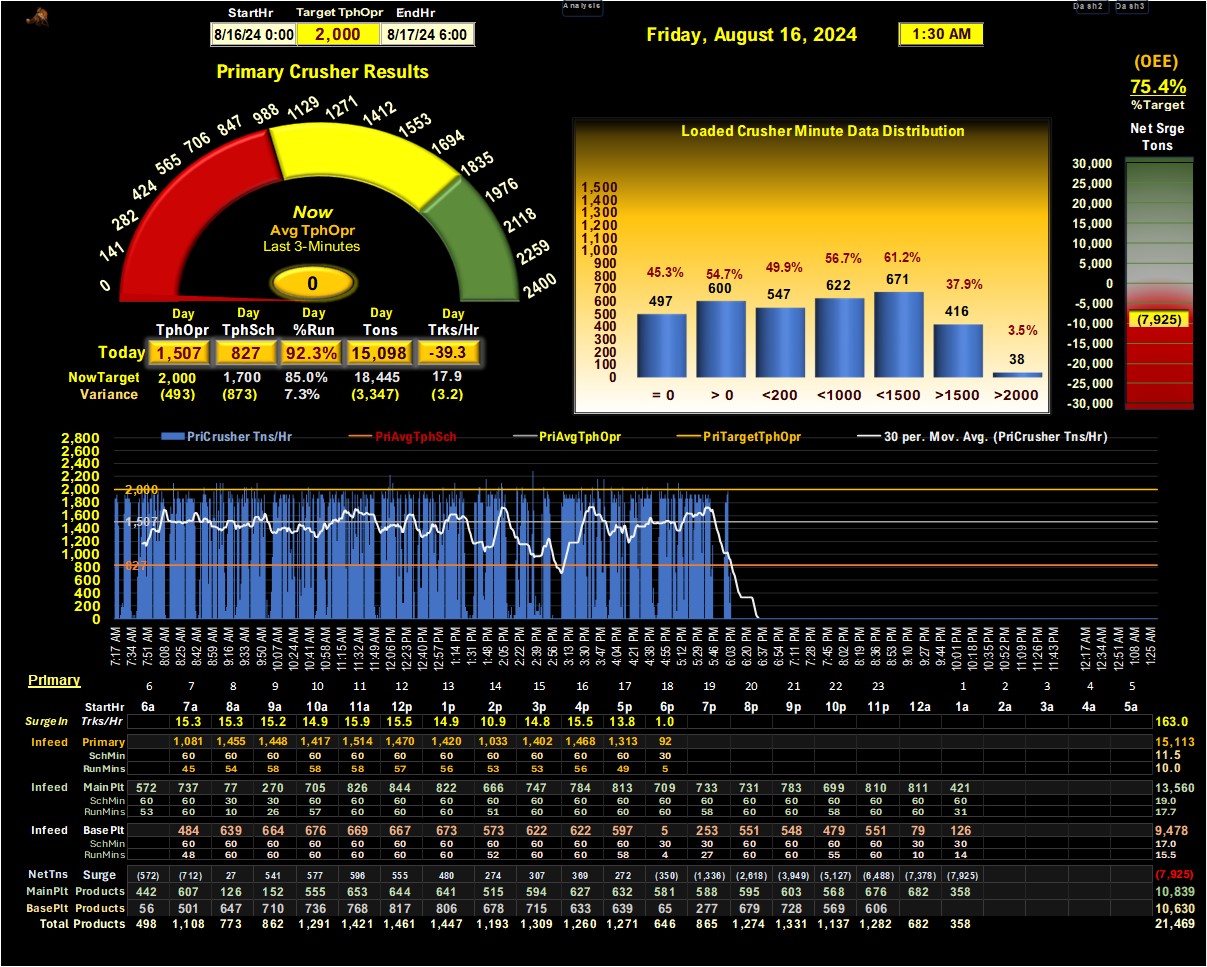 Analysis Dash2 Dash3
StartHr Target TphOpr EndHr
8/16/24 0:00 2,000 8/17/24 6:00
Friday, August 16, 2024 1:30 AM
Primary Crusher Results
(OEE)
75.4%
%Target
Net Srge
Tons
0 141 282 424 565 706 847 988 1129 1271 1412 1553 1694 1835 1976 2118 2259 2400
Now
Avg TphOpr
Last 3-Minutes
0
Day Day Day Day Day
TphOpr TphSch %Run Tons Trks/Hr
Today 1,507 827 92.3% 15,098 -39.3
NowTarget 2,000 1,700 85.0% 18,445 17.9
Variance (493) (873) 7.3% (3,347) (3.2)
Loaded Crusher Minute Data Distribution
1,500
1,400
1,300
1,200
1,100
1,000
900
800
700
600
500
400
300
200
100
0
45.3% 54.7% 49.9% 56.7% 61.2% 37.9% 3.5%
497 600 547 622 671 416 38
= 0 > 0 <200 <1000 <1500 >1500 >2000
30,000
25,000
20,000
15,000
10,000
5,000
0
-5,000
-10,000
-15,000
-20,000
-25,000
-30,000
(7,925)
PriCrusher Tns/Hr PriAvgTphSch PriAvgTphOpr PriTargetTphOpr 30 per. Mov. Avg. (PriCrusher Tns/Hr)
2,800
2,600
2,400
2,200
2,000
1,800
1,600
1,400
1,200
1,000
800
600
400
200
0
2,000
1,507
827
7:17 AM 7:34 AM 7:51 AM 8:08 AM 8:25 AM 8:42 AM 8:59 AM 9:16 AM 9:33 AM 9:50 AM 10:07 AM 10:24 AM 10:41 AM 10:58 AM 11:15 AM 11:32 AM 11:49 AM 12:06 PM 12:23 PM 12:40 PM 12:57 PM 1:14 PM 1:31 PM 1:48 PM 2:05 PM 2:22 PM 2:39 PM 2:56 PM 3:13 PM 3:30 PM 3:47 PM 4:04 PM 4:21 PM 4:38 PM 4:55 PM 5:12 PM 5:29 PM 5:46 PM 6:03 PM 6:20 PM 6:37 PM 6:54 PM 7:11 PM 7:28 PM 7:45 PM 8:02 PM 8:19 PM 8:36 PM 8:53 PM 9:10 PM 9:27 PM 9:44 PM 10:01 PM 10:18 PM 10:35 PM 10:52 PM 11:09 PM 11:26 PM 11:43 PM 12:17 AM 12:34 AM 12:51 AM 1:08 AM 1:25 AM
Primary 6 7 8 9 10 11 12 13 14 15 16 17 18 19 20 21 22 23 1 2 3 4 5
StartHr 6a 7a 8a 9a 10a 11a 12p 1p 2p 3p 4p 5p 6p 7p 8p 9p 10p 11p 12a 1a 2a 3a 4a 5a
SurgeIn Trks/Hr 15.3 15.3 15.2 14.9 15.9 15.5 14.9 10.9 14.8 15.5 13.8 1.0 163.0
Infeed Primary 1,081 1,455 1,448 1,417 1,514 1,470 1,420 1,033 1,402 1,468 1,313 92 15,113
SchMin 60 60 60 60 60 60 60 60 60 60 60 30 11.5
RunMins 45 54 58 58 58 57 56 53 53 56 49 5 10.0
Infeed MainPlt 572 737 77 270 705 826 844 822 666 747 784 813 709 733 731 783 699 810 811 421 13,560
SchMin 60 60 30 30 60 60 60 60 60 60 60 60 60 60 60 60 60 60 60 60 19.0
RunMins 53 60 10 26 57 60 60 60 51 60 60 60 60 58 60 60 58 60 60 31 17.7
Infeed BasePlt 484 639 664 676 669 667 673 573 622 622 597 5 253 551 548 479 551 79 126 9,478
SchMin 60 60 60 60 60 60 60 60 60 60 60 30 30 60 60 60 60 30 30 17.0
RunMins 48 60 60 60 60 60 60 52 60 60 58 4 27 60 60 55 60 10 14 15.5
NetTns Surge (572) (712) 27 541 577 596 555 480 274 307 369 272 (350) (1,336) (2,618) (3,949) (5,127) (6,488) (7,378) (7,925) (7,925)
MainPlt Products 442 607 126 152 555 653 644 641 515 594 627 632 581 588 595 603 568 676 682 358 10,839
BasePlt Products 56 501 647 710 736 768 817 806 678 715 633 639 65 277 679 728 569 606 10,630
Total Products 498 1,108 773 862 1,291 1,421 1,461 1,447 1,193 1,309 1,260 1,271 646 865 1,274 1,331 1,137 1,282 682 358 21,469